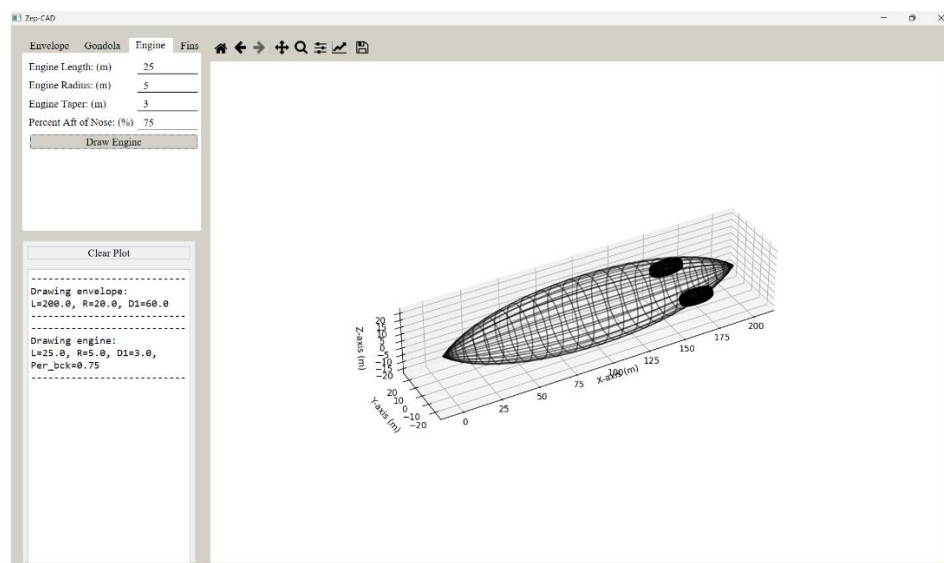 Zep-CAD
Envelope Gondola Engine Fins
Engine Length: (m) 25
Engine Radius: (m) 5
Engine Taper: (m) 3
Percent Aft of Nose: (%) 75
Draw Engine
Clear Plot
--------------------------
Drawing envelope:
L=200.0, R=20.0, D1=60.0
--------------------------
--------------------------
Drawing engine:
L=25.0, R=5.0, D1=3.0,
Per_bck=0.75
--------------------------
Z-axis (m)
20
15
10
5
0
−5
−10
−15
−20
Y-axis (m)
20
10
0
−10
−20
X-axis (m)
0
25
50
75
100
125
150
175
200